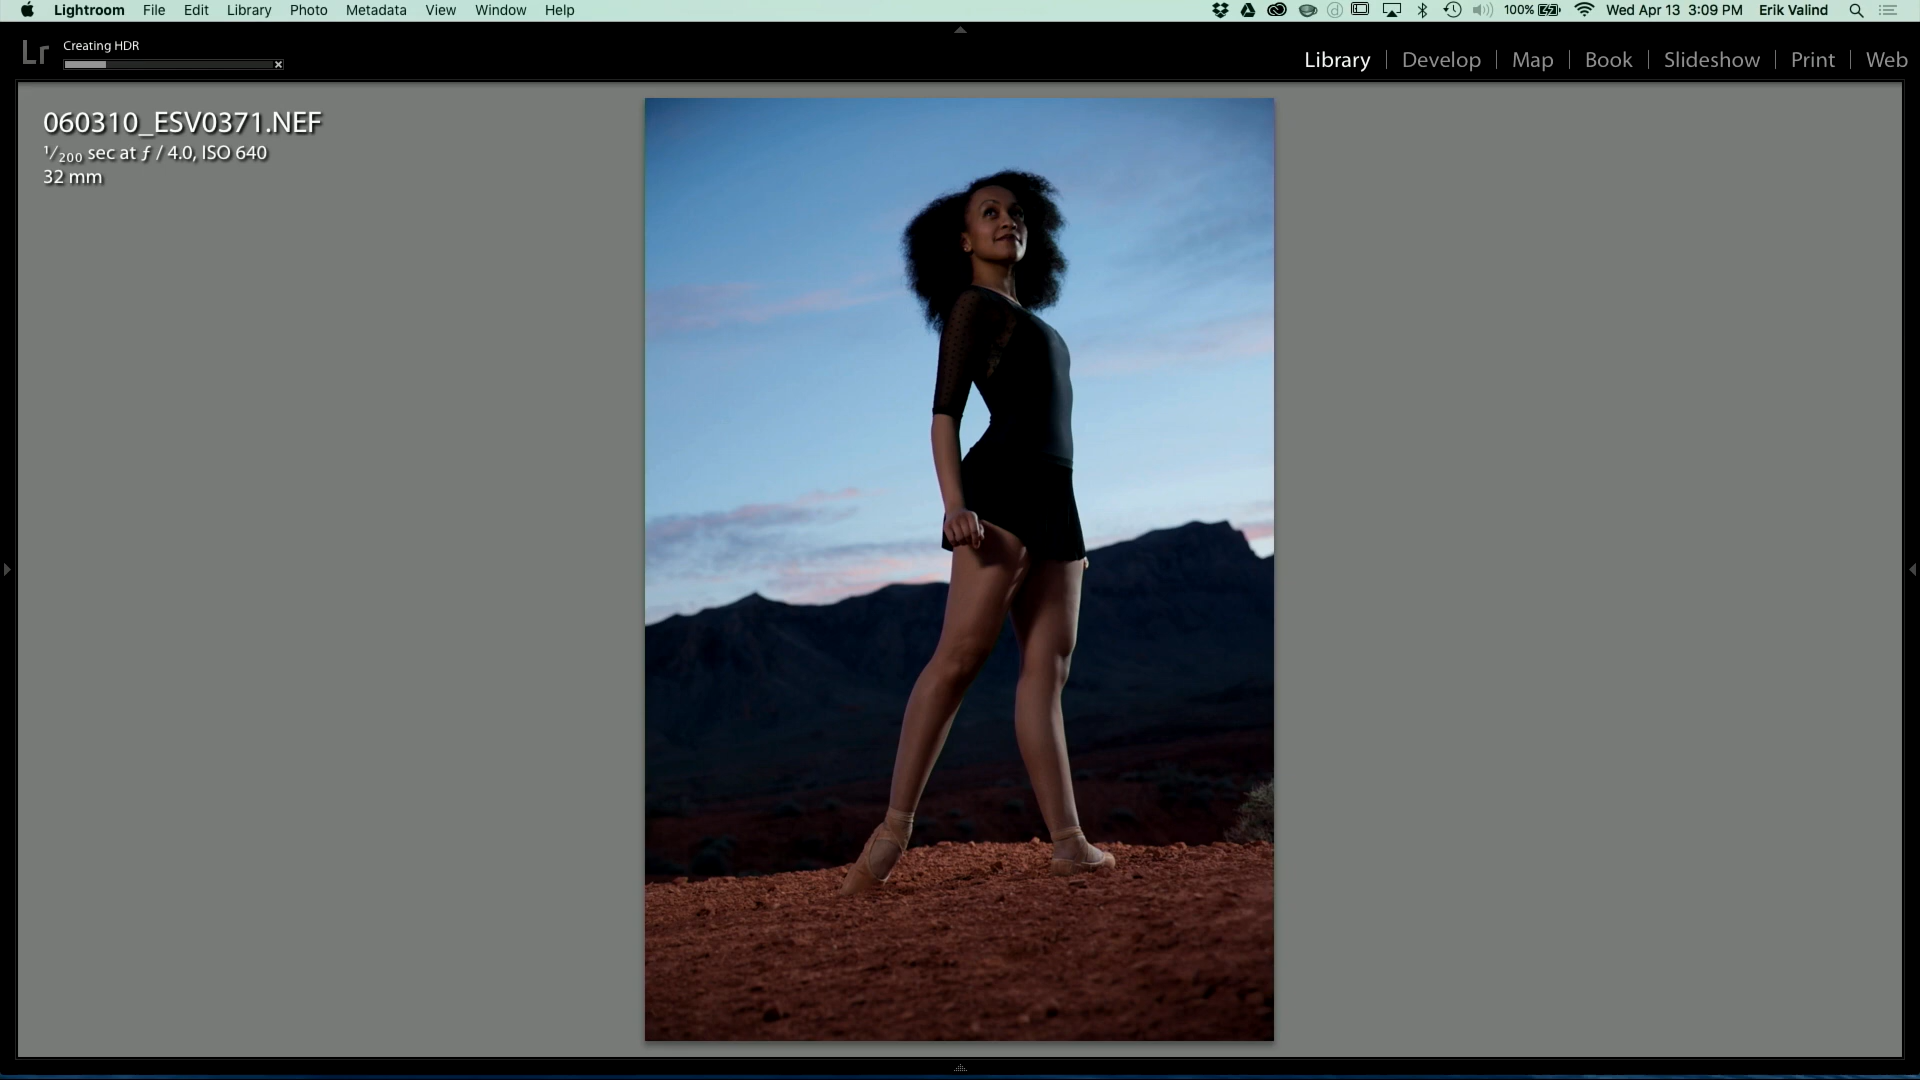 Lightroom File Edit Library Photo Metadata View Window Help 100% Wed Apr 13 3:09 PM Erik Valind
Lr Creating HDR
Library | Develop | Map | Book | Slideshow | Print | Web
060310_ESV0371.NEF
1/200 sec at ƒ / 4.0, ISO 640
32 mm